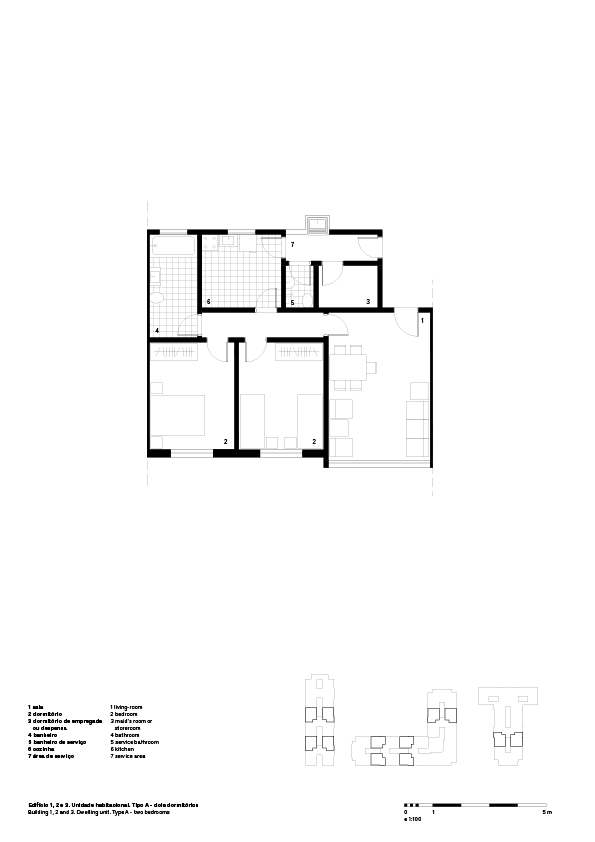 7
6
5
3
4
1
2
2
1 sala
2 dormitório
3 dormitório de empregada
ou despensa
4 banheiro
5 banheiro de serviço
6 cozinha
7 área de serviço
1 living-room
2 bedroom
3 maid's room or
storeroom
4 bathroom
5 service bathroom
6 kitchen
7 service area
Edifício 1, 2 e 3. Unidade habitacional. Tipo A - dois dormitórios
Building 1, 2 and 3. Dwelling unit. Type A - two bedrooms
0 1 5 m
e 1:100